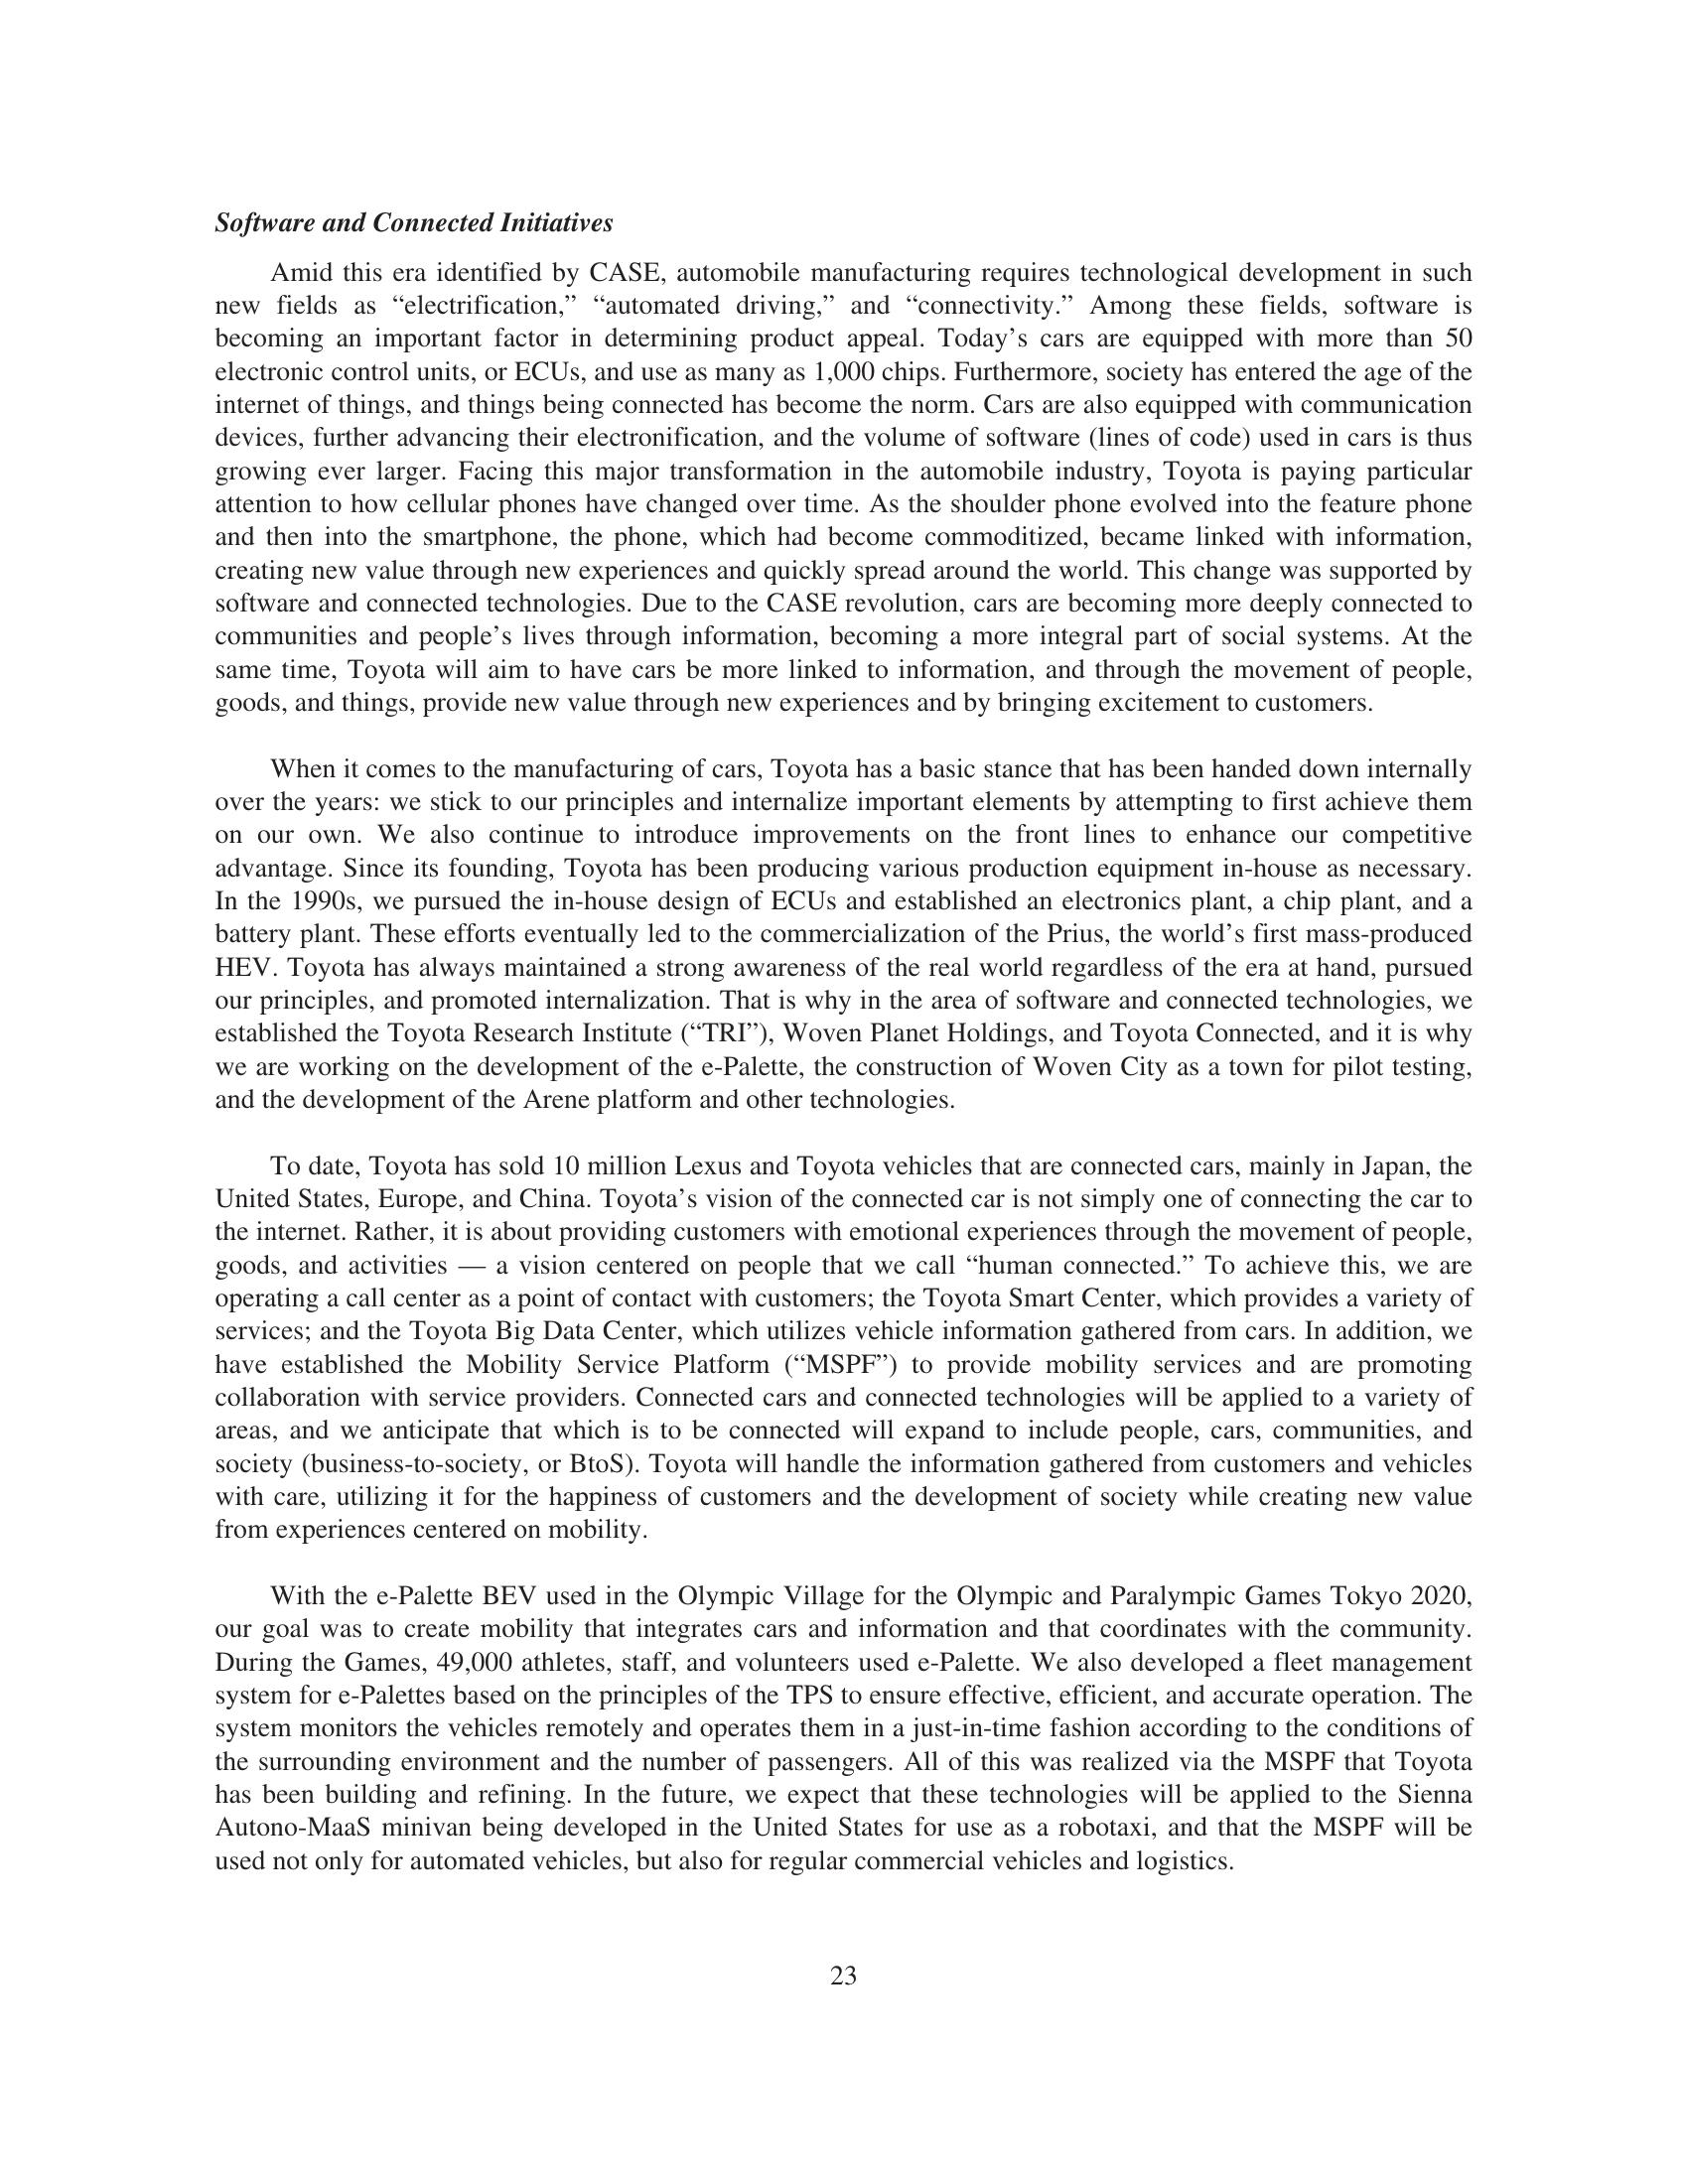 Software and Connected Initiatives
Amid this era identified by CASE, automobile manufacturing requires technological development in such
new fields as “electrification,” “automated driving,” and “connectivity.” Among these fields, software is
becoming an important factor in determining product appeal. Today’s cars are equipped with more than 50
electronic control units, or ECUs, and use as many as 1,000 chips. Furthermore, society has entered the age of the
internet of things, and things being connected has become the norm. Cars are also equipped with communication
devices, further advancing their electronification, and the volume of software (lines of code) used in cars is thus
growing ever larger. Facing this major transformation in the automobile industry, Toyota is paying particular
attention to how cellular phones have changed over time. As the shoulder phone evolved into the feature phone
and then into the smartphone, the phone, which had become commoditized, became linked with information,
creating new value through new experiences and quickly spread around the world. This change was supported by
software and connected technologies. Due to the CASE revolution, cars are becoming more deeply connected to
communities and people’s lives through information, becoming a more integral part of social systems. At the
same time, Toyota will aim to have cars be more linked to information, and through the movement of people,
goods, and things, provide new value through new experiences and by bringing excitement to customers.
When it comes to the manufacturing of cars, Toyota has a basic stance that has been handed down internally
over the years: we stick to our principles and internalize important elements by attempting to first achieve them
on our own. We also continue to introduce improvements on the front lines to enhance our competitive
advantage. Since its founding, Toyota has been producing various production equipment in-house as necessary.
In the 1990s, we pursued the in-house design of ECUs and established an electronics plant, a chip plant, and a
battery plant. These efforts eventually led to the commercialization of the Prius, the world’s first mass-produced
HEV. Toyota has always maintained a strong awareness of the real world regardless of the era at hand, pursued
our principles, and promoted internalization. That is why in the area of software and connected technologies, we
established the Toyota Research Institute (“TRI”), Woven Planet Holdings, and Toyota Connected, and it is why
we are working on the development of the e-Palette, the construction of Woven City as a town for pilot testing,
and the development of the Arene platform and other technologies.
To date, Toyota has sold 10 million Lexus and Toyota vehicles that are connected cars, mainly in Japan, the
United States, Europe, and China. Toyota’s vision of the connected car is not simply one of connecting the car to
the internet. Rather, it is about providing customers with emotional experiences through the movement of people,
goods, and activities — a vision centered on people that we call “human connected.” To achieve this, we are
operating a call center as a point of contact with customers; the Toyota Smart Center, which provides a variety of
services; and the Toyota Big Data Center, which utilizes vehicle information gathered from cars. In addition, we
have established the Mobility Service Platform (“MSPF”) to provide mobility services and are promoting
collaboration with service providers. Connected cars and connected technologies will be applied to a variety of
areas, and we anticipate that which is to be connected will expand to include people, cars, communities, and
society (business-to-society, or BtoS). Toyota will handle the information gathered from customers and vehicles
with care, utilizing it for the happiness of customers and the development of society while creating new value
from experiences centered on mobility.
With the e-Palette BEV used in the Olympic Village for the Olympic and Paralympic Games Tokyo 2020,
our goal was to create mobility that integrates cars and information and that coordinates with the community.
During the Games, 49,000 athletes, staff, and volunteers used e-Palette. We also developed a fleet management
system for e-Palettes based on the principles of the TPS to ensure effective, efficient, and accurate operation. The
system monitors the vehicles remotely and operates them in a just-in-time fashion according to the conditions of
the surrounding environment and the number of passengers. All of this was realized via the MSPF that Toyota
has been building and refining. In the future, we expect that these technologies will be applied to the Sienna
Autono-MaaS minivan being developed in the United States for use as a robotaxi, and that the MSPF will be
used not only for automated vehicles, but also for regular commercial vehicles and logistics.
23